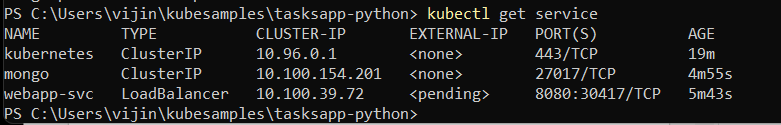 PS C:\Users\vijin\kubesamples\tasksapp-python> kubectl get service
NAME TYPE CLUSTER-IP EXTERNAL-IP PORT(S) AGE
kubernetes ClusterIP 10.96.0.1 <none> 443/TCP 19m
mongo ClusterIP 10.100.154.201 <none> 27017/TCP 4m55s
webapp-svc LoadBalancer 10.100.39.72 <pending> 8080:30417/TCP 5m43s
PS C:\Users\vijin\kubesamples\tasksapp-python>